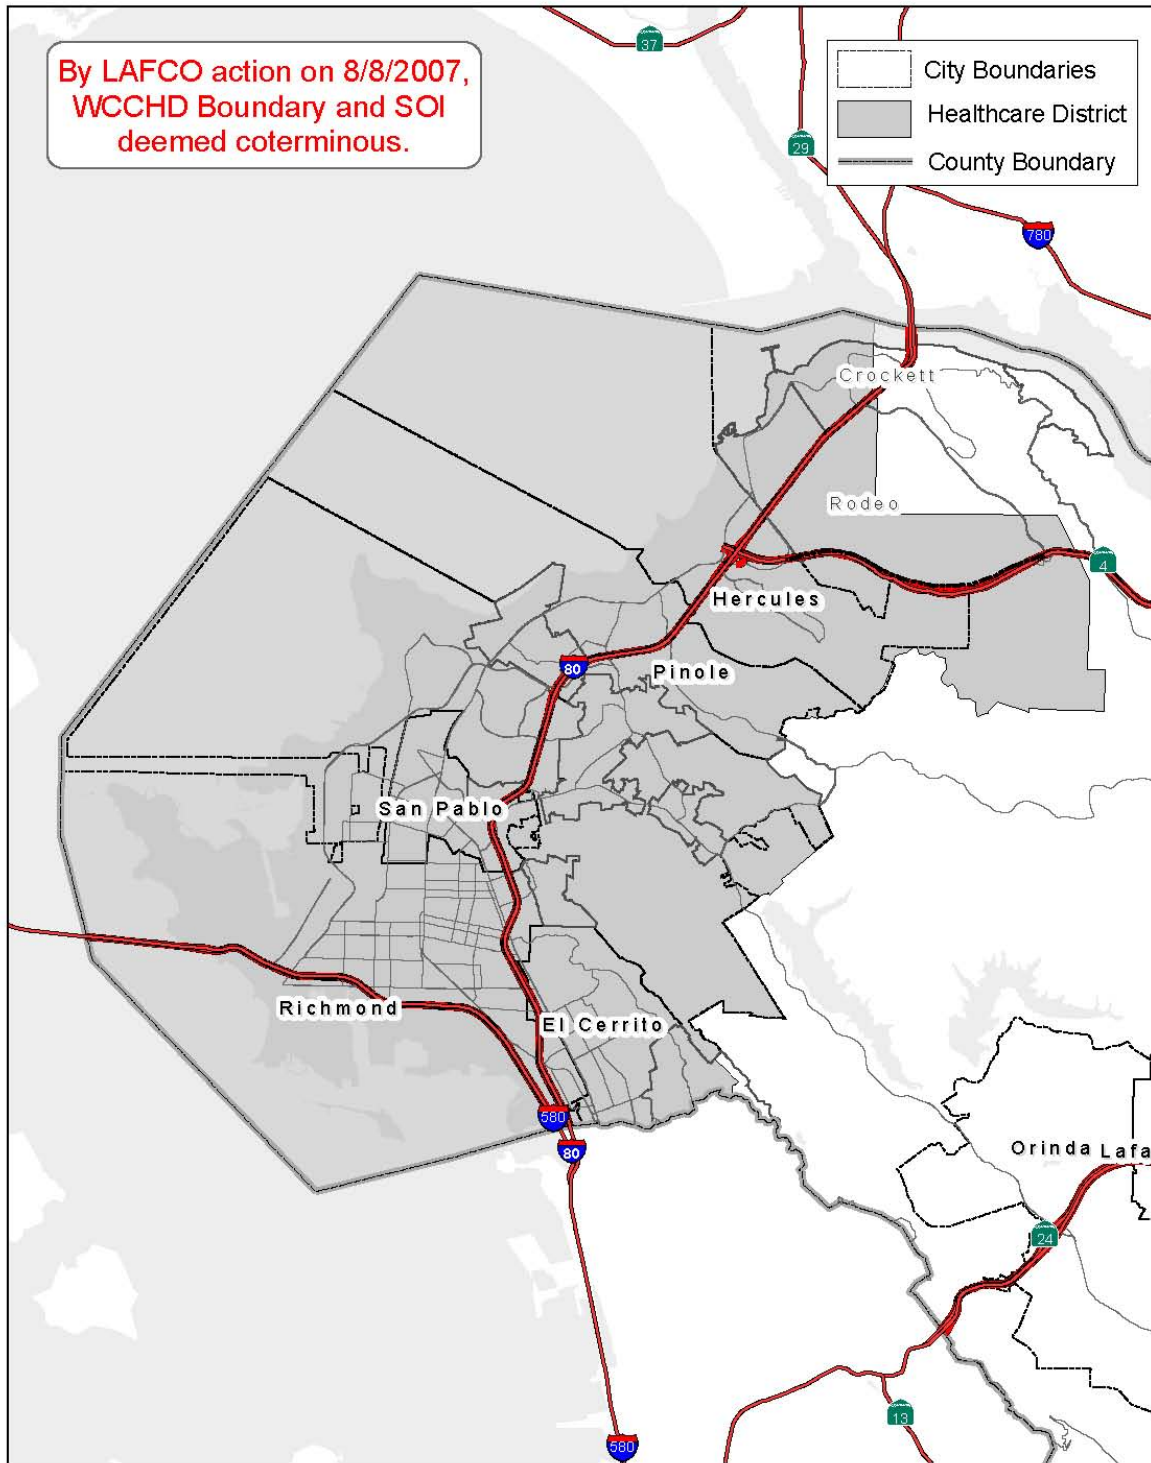 By LAFCO action on 8/8/2007,
WCCHD Boundary and SOI
deemed coterminous.
37
City Boundaries
Healthcare District
County Boundary
29
780
Crockett
Rodeo
4
Hercules
80
Pinole
San Pablo
Richmond
El Cerrito
580
80
Orinda
Lafa
24
13
580